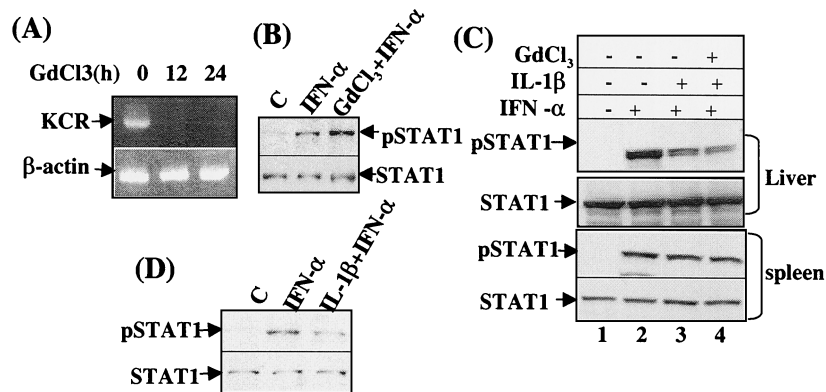 (A)
GdCl3(h) 0 12 24
KCR
β-actin
(B)
C IFN-α GdCl₃+IFN-α
pSTAT1
STAT1
(C)
GdCl₃ - - - +
IL-1β - - + +
IFN -α - + + +
pSTAT1
STAT1
Liver
pSTAT1
STAT1
spleen
1 2 3 4
(D)
C IFN-α IL-1β+IFN-α
pSTAT1
STAT1